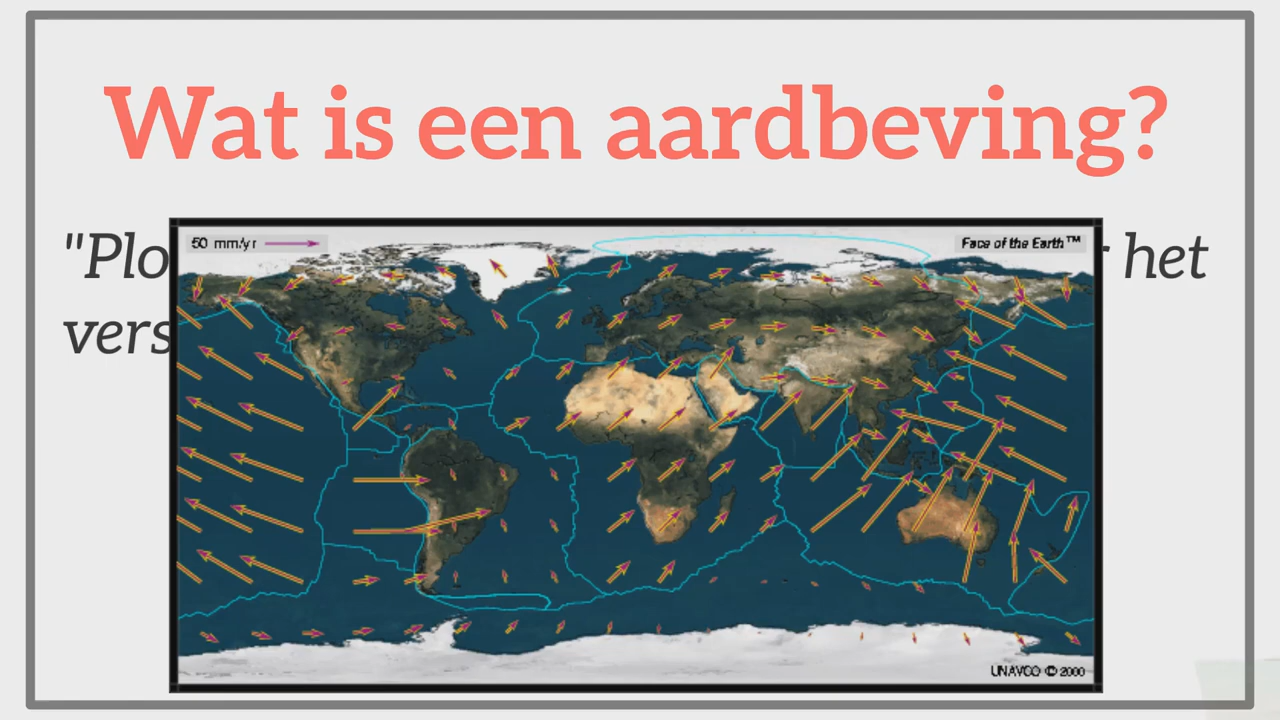 Wat is een aardbeving?
"Plo het
vers
50 mm/yr
Face of the Earth™
UNAVCO © 2000